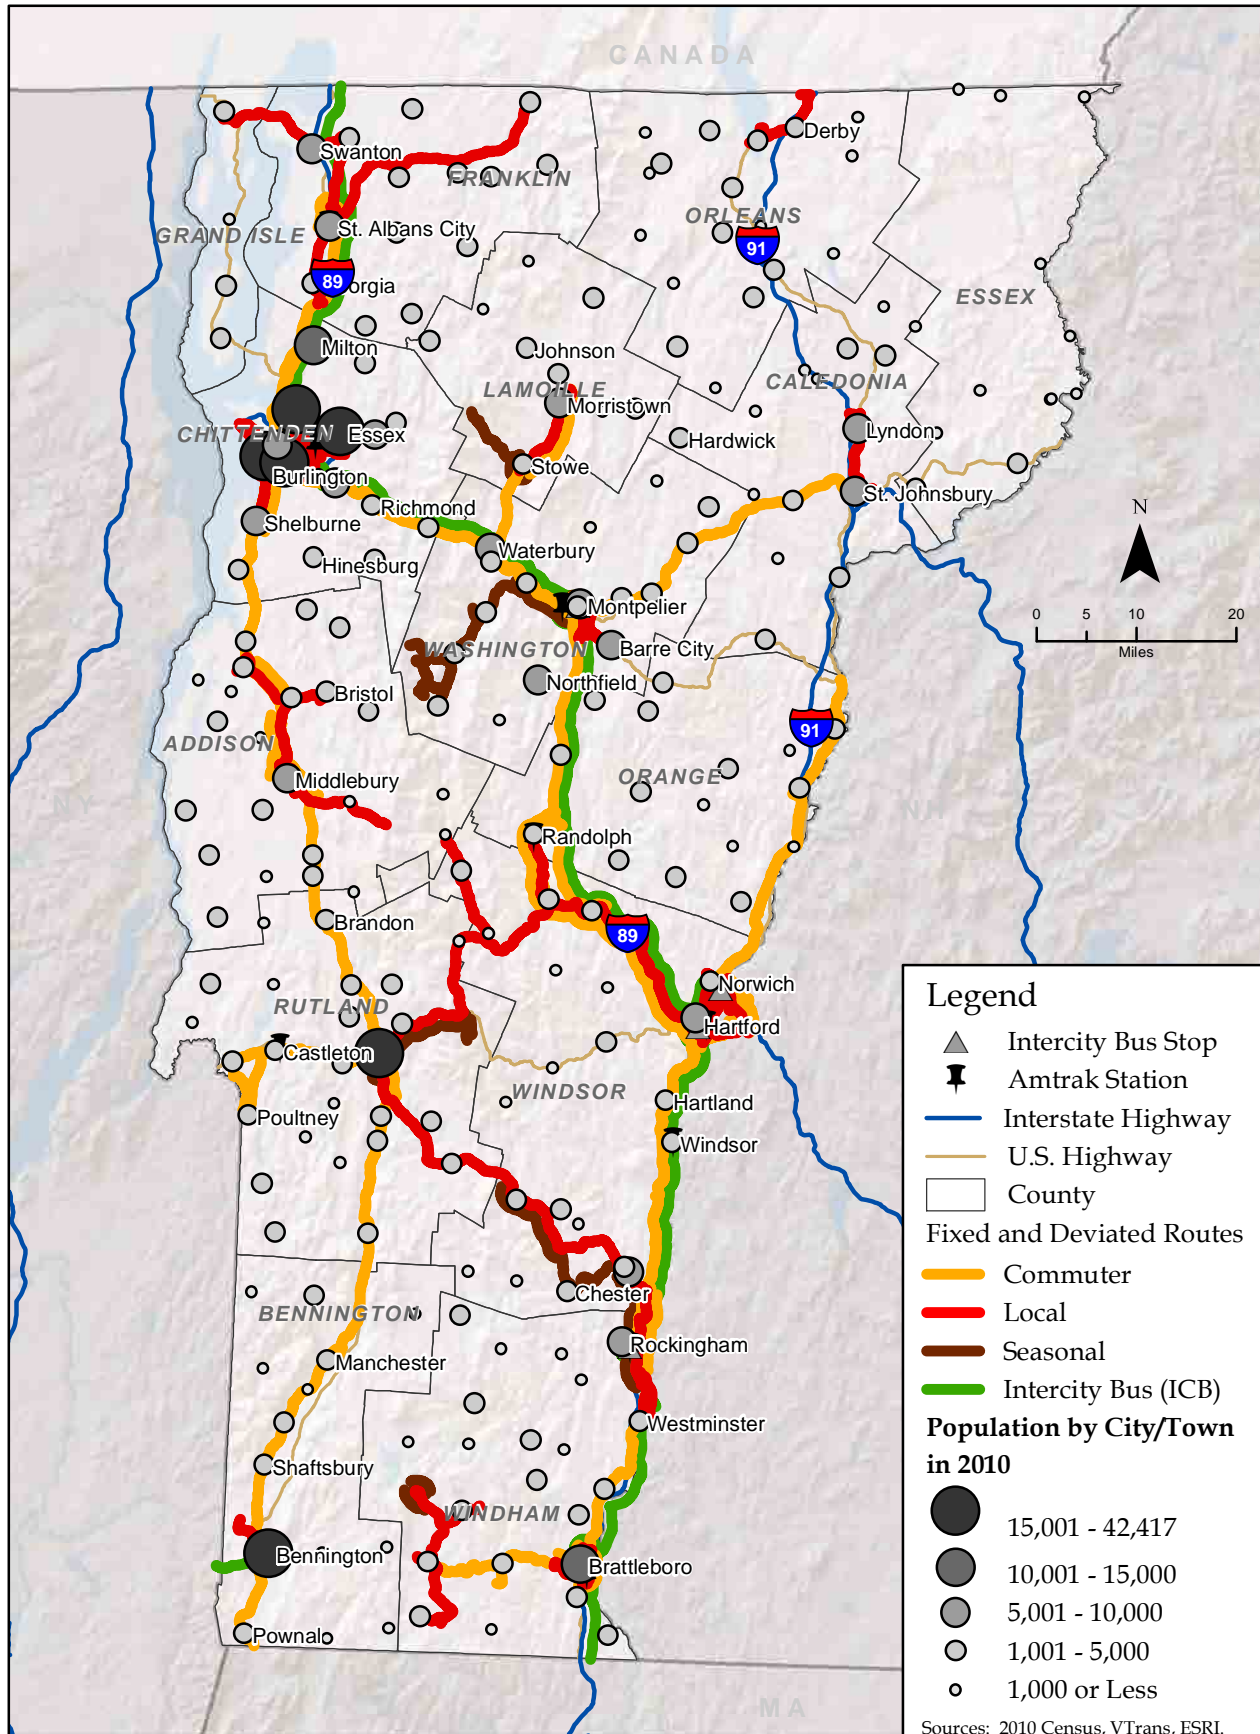 CANADA
Derby
Swanton
FRANKLIN
ORLEANS
GRAND ISLE
St. Albans City
91
89
orgia
ESSEX
Milton
Johnson
CALEDONIA
LAMOILLE
Morristown
Lyndon
CHITTENDEN
Essex
Hardwick
Stowe
Burlington
St. Johnsbury
Richmond
N
Shelburne
Waterbury
Hinesburg
Montpelier
0 5 10 20
Miles
WASHINGTON
Barre City
Northfield
Bristol
91
ADDISON
Middlebury
ORANGE
Randolph
Brandon
89
Norwich
RUTLAND
Hartford
Castleton
WINDSOR
Hartland
Poultney
Windsor
Chester
BENNINGTON
Rockingham
Manchester
Westminster
Shaftsbury
WINDHAM
Bennington
Brattleboro
Pownal
MA
Legend
Intercity Bus Stop
Amtrak Station
Interstate Highway
U.S. Highway
County
Fixed and Deviated Routes
Commuter
Local
Seasonal
Intercity Bus (ICB)
Population by City/Town
in 2010
15,001 - 42,417
10,001 - 15,000
5,001 - 10,000
1,001 - 5,000
1,000 or Less
Sources: 2010 Census, VTrans, ESRI.